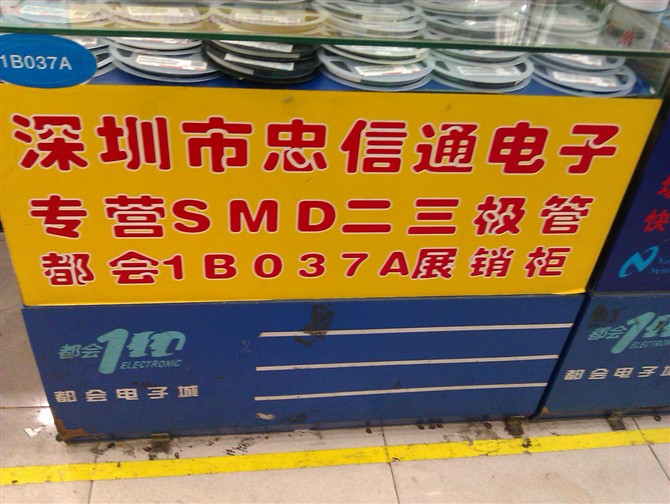 1B037A
深圳市忠信通电子
专营SMD二三极管
都会1B037A展销柜
都会
ELECTRONIC
都会电子城
快
都会
ELECTRONIC
都会电子城